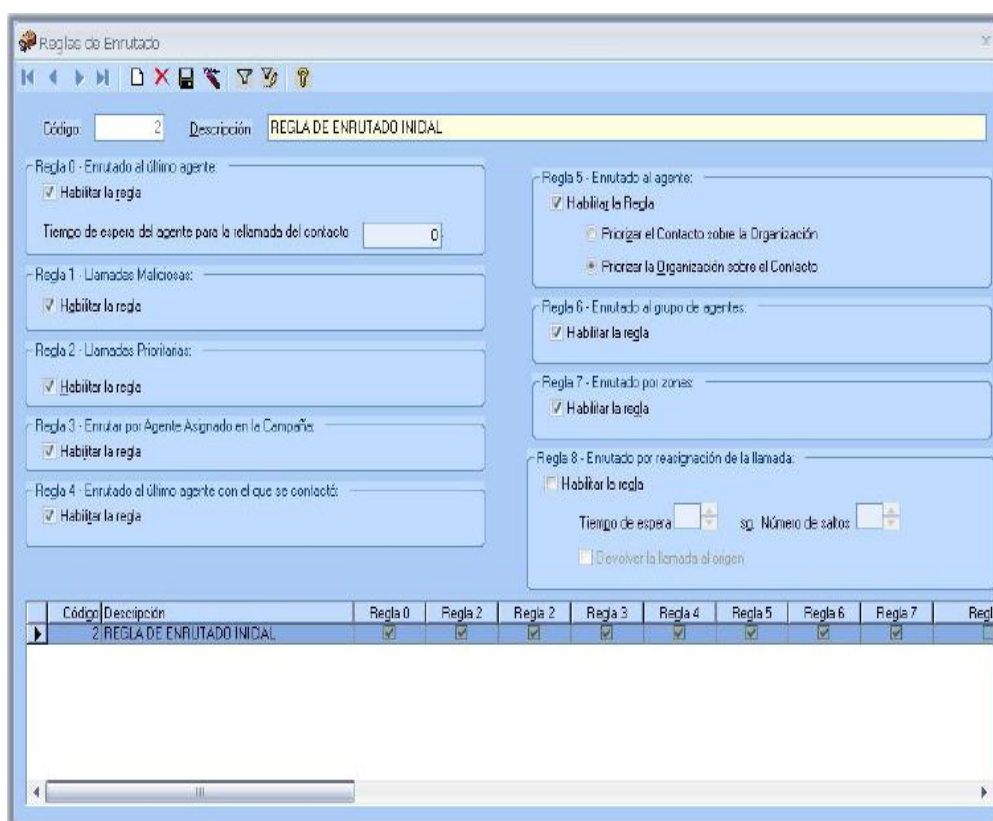 Reglas de Enrutado
Código: 2 Descripción REGLA DE ENRUTADO INICIAL
Regla 0 - Enrutado al último agente:
Habilitar la regla
Tiempo de espera del agente para la rellamada del contacto 0
Regla 1 - Llamadas Maliciosas:
Habilitar la regla
Regla 2 - Llamadas Prioritarias:
Habilitar la regla
Regla 3 - Enrutar por Agente Asignado en la Campaña:
Habilitar la regla
Regla 4 - Enrutado al último agente con el que se contactó:
Habilitar la regla
Regla 5 - Enrutado al agente:
Habilitar la Regla
Priorizar el Contacto sobre la Organización
Priorizar la Organización sobre el Contacto
Regla 6 - Enrutado al grupo de agentes:
Habilitar la regla
Regla 7 - Enrutado por zonas:
Habilitar la regla
Regla 8 - Enrutado por reasignación de la llamada:
Habilitar la regla
Tiempo de espera sg. Número de saltos
Devolver la llamada al origen
Código Descripción Regla 0 Regla 2 Regla 2 Regla 3 Regla 4 Regla 5 Regla 6 Regla 7 Regl
2 REGLA DE ENRUTADO INICIAL